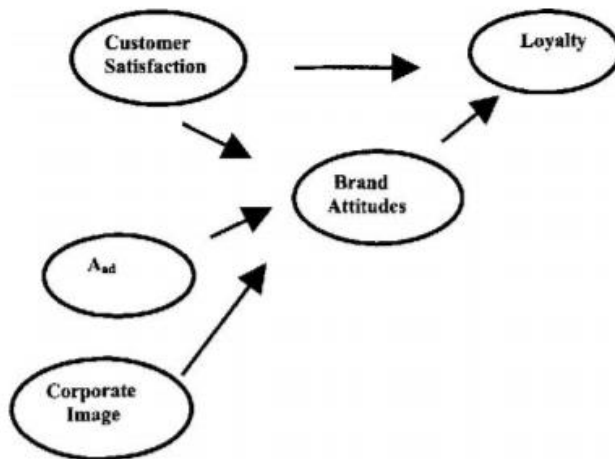 Customer
Satisfaction
Loyalty
Brand
Attitudes
Aad
Corporate
Image